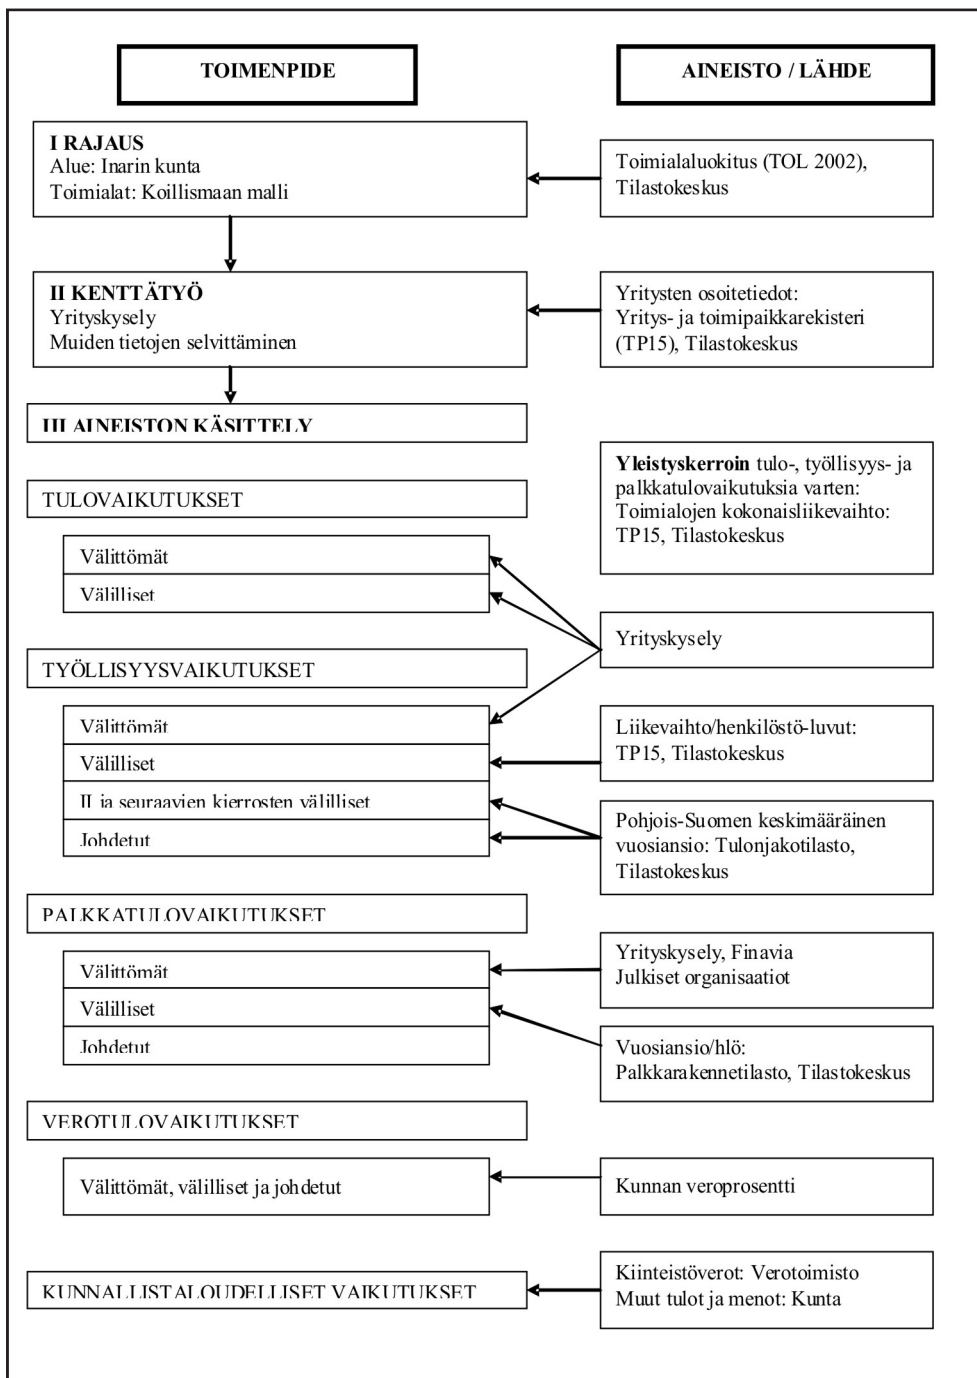 TOIMENPIDE
AINEISTO / LÄHDE
I RAJAUS
Alue: Inarin kunta
Toimialat: Koillismaan malli
Toimialaluokitus (TOL 2002),
Tilastokeskus
II KENTTÄTYÖ
Yrityskysely
Muiden tietojen selvittäminen
Yritysten osoitetiedot:
Yritys- ja toimipaikkarekisteri
(TP15), Tilastokeskus
III AINEISTON KÄSITTELY
Yleistyskerroin tulo-, työllisyys- ja
palkkatulovaikutuksia varten:
Toimialojen kokonaisliikevaihto:
TP15, Tilastokeskus
TULOVAIKUTUKSET
Välittömät
Välilliset
Yrityskysely
TYÖLLISYYSVAIKUTUKSET
Välittömät
Välilliset
II ja seuraavien kierrosten välilliset
Johdetut
Liikevaihto/henkilöstö-luvut:
TP15, Tilastokeskus
Pohjois-Suomen keskimääräinen
vuosiansio: Tulonjakotilasto,
Tilastokeskus
PALKKATULOVAIKUTUKSET
Välittömät
Välilliset
Johdetut
Yrityskysely, Finavia
Julkiset organisaatiot
Vuosiansio/hlö:
Palkkarakennetilasto, Tilastokeskus
VEROTULOVAIKUTUKSET
Välittömät, välilliset ja johdetut
Kunnan veroprosentti
KUNNALLISTALOUDELLISET VAIKUTUKSET
Kiinteistöverot: Verotoimisto
Muut tulot ja menot: Kunta